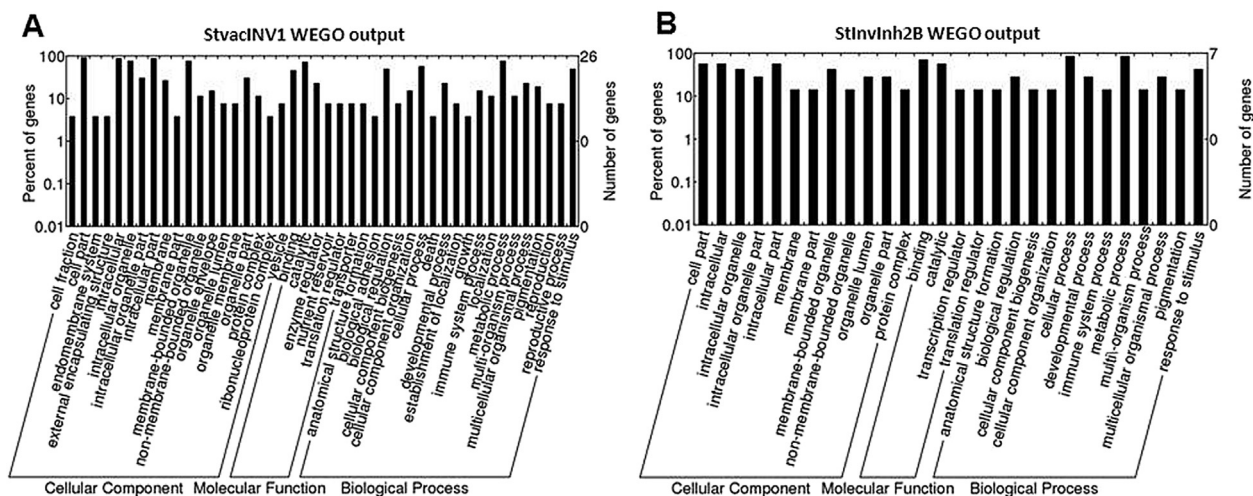 A
StvacINV1 WEGO output
Percent of genes
100
10
1
0.1
0.01
26
0
0
Number of genes
cell fraction
cell part
endomembrane system
external encapsulating structure
intracellular
intracellular organelle
intracellular organelle part
intracellular part
membrane
membrane part
membrane-bounded organelle
non-membrane-bounded organelle
organelle envelope
organelle lumen
organelle membrane
organelle part
protein complex
ribonucleoprotein complex
vesicle
binding
catalytic
enzyme regulator
nutrient reservoir
translation regulator
transporter
anatomical structure formation
biological adhesion
biological regulation
cellular component biogenesis
cellular component organization
cellular process
death
developmental process
establishment of localization
growth
immune system process
localization
metabolic process
multi-organism process
multicellular organismal process
pigmentation
reproduction
reproductive process
response to stimulus
Cellular Component
Molecular Function
Biological Process
B
StInvInh2B WEGO output
Percent of genes
100
10
1
0.1
0.01
7
0
0
Number of genes
cell part
intracellular
intracellular organelle
intracellular organelle part
intracellular part
membrane
membrane part
membrane-bounded organelle
non-membrane-bounded organelle
organelle lumen
organelle part
protein complex
binding
catalytic
transcription regulator
translation regulator
anatomical structure formation
biological regulation
cellular component biogenesis
cellular component organization
cellular process
developmental process
immune system process
metabolic process
multi-organism process
multicellular organismal process
pigmentation
response to stimulus
Cellular Component
Molecular Function
Biological Process